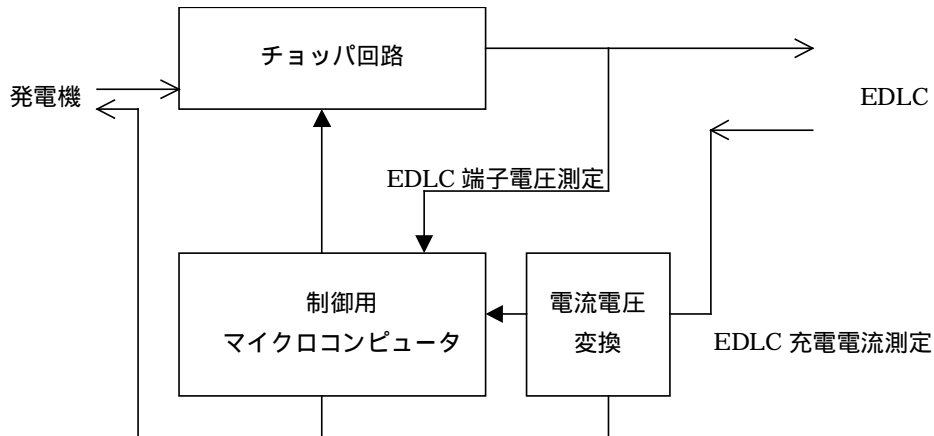 チョッパ回路
発電機
EDLC
EDLC 端子電圧測定
制御用
マイクロコンピュータ
電流電圧
変換
EDLC 充電電流測定